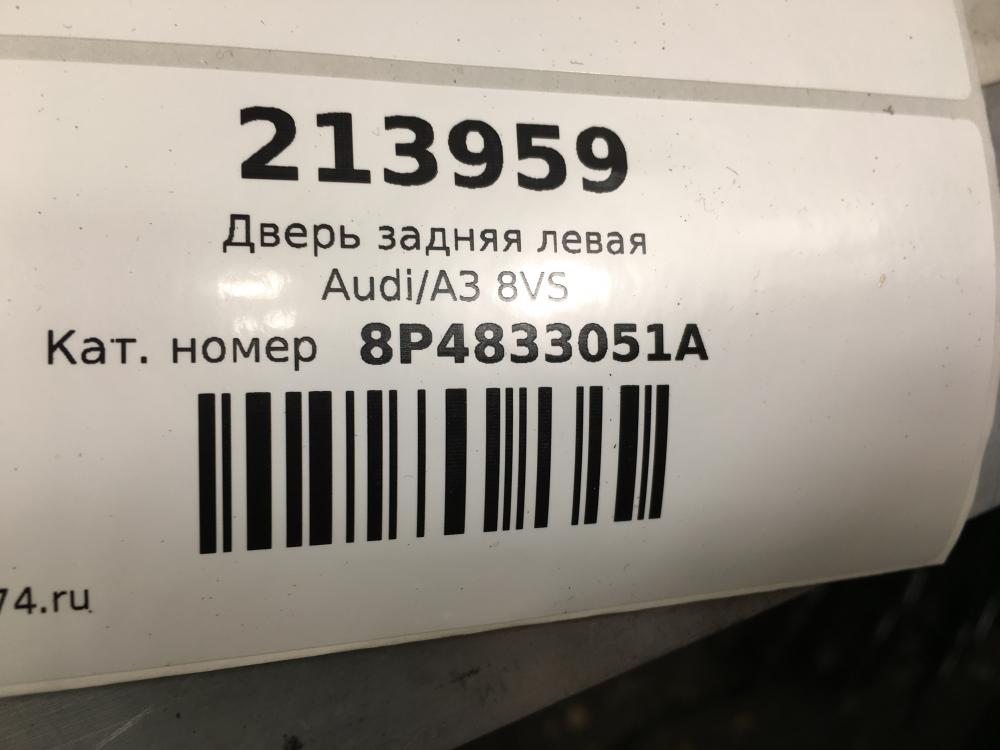 213959
Дверь задняя левая
Audi/A3 8VS
Кат. номер 8P4833051A
74.ru